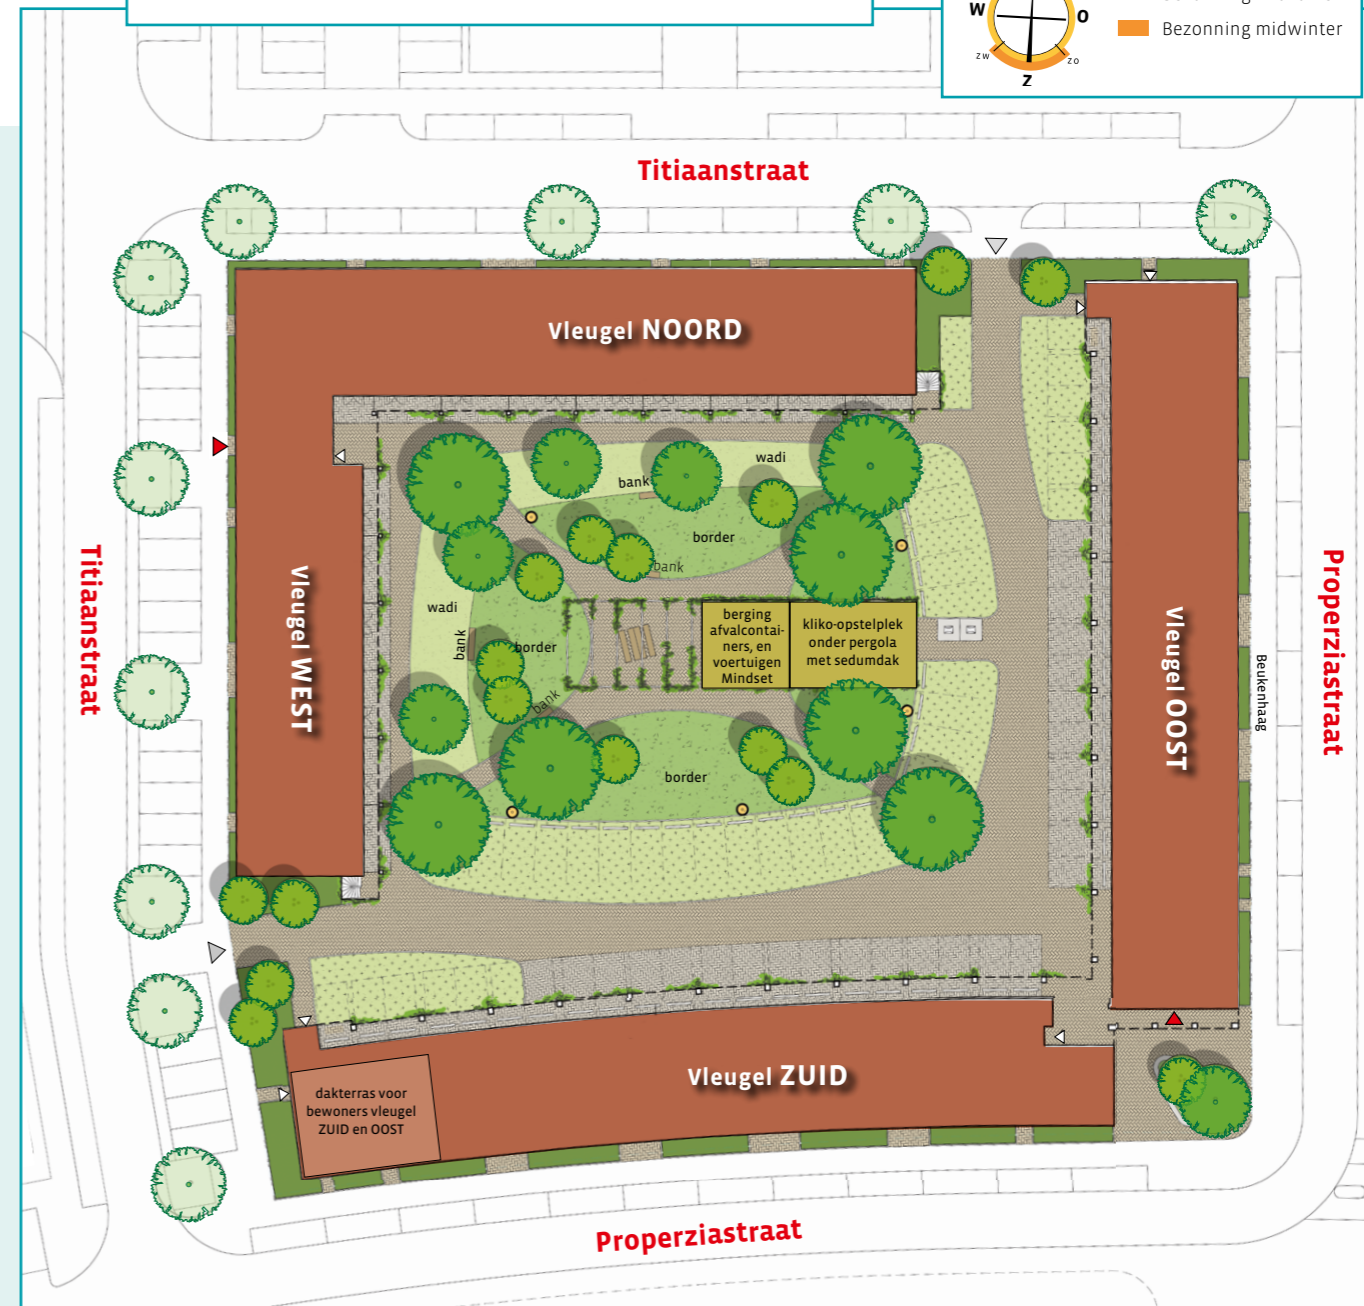 W
O
zw
zo
Z
Bezonning midwinter
Titiaanstraat
Vleugel NOORD
wadi
bank
border
bank
wadi
bank
border
bank
berging
afvalcontai-
ners, en
voertuigen
Mindset
kliko-opstelplek
onder pergola
met sedumdak
border
Titiaanstraat
Vleugel WEST
Vleugel OOST
Beukenhaag
Properziastraat
Vleugel ZUID
dakterras voor
bewoners vleugel
ZUID en OOST
Properziastraat